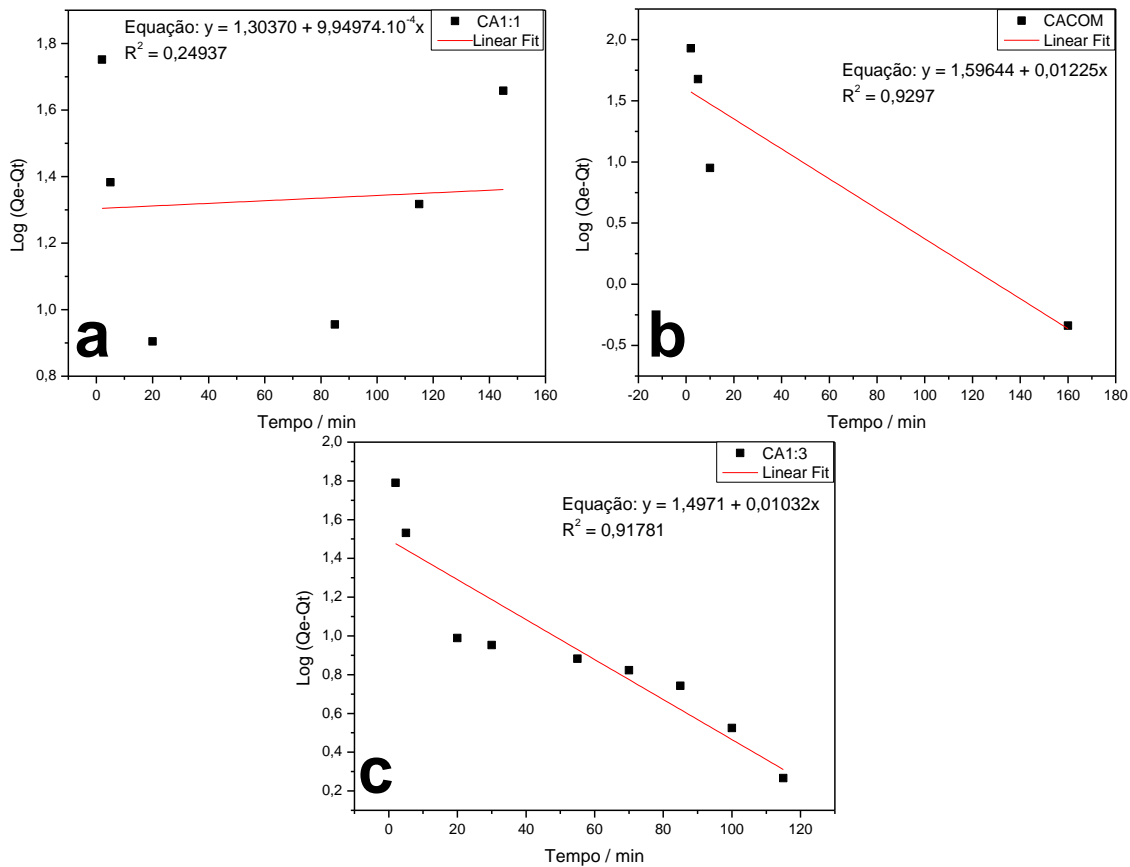 Equação: y = 1,30370 + 9,94974.10⁻⁴x
R² = 0,24937
CA1:1
Linear Fit
1,8
1,6
1,4
1,2
1,0
0,8
Log (Qe-Qt)
0
20
40
60
80
100
120
140
160
Tempo / min
a
CACOM
Linear Fit
Equação: y = 1,59644 + 0,01225x
R² = 0,9297
2,0
1,5
1,0
0,5
0,0
-0,5
Log (Qe-Qt)
-20
0
20
40
60
80
100
120
140
160
180
Tempo / min
b
CA1:3
Linear Fit
Equação: y = 1,4971 + 0,01032x
R² = 0,91781
2,0
1,8
1,6
1,4
1,2
1,0
0,8
0,6
0,4
0,2
Log (Qe-Qt)
0
20
40
60
80
100
120
Tempo / min
c